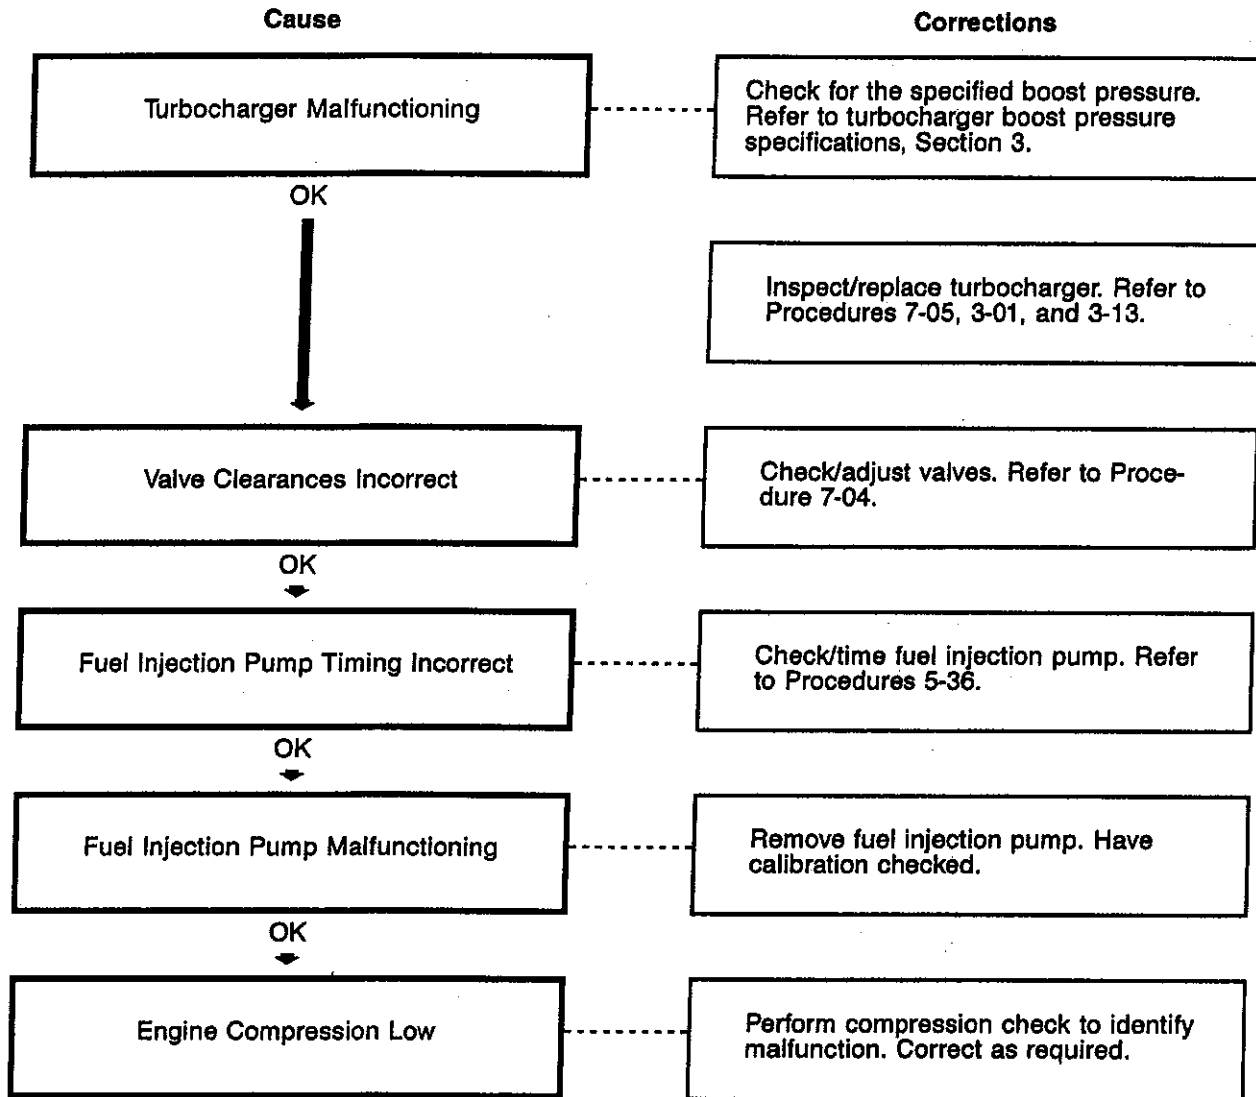 Cause
Corrections
Turbocharger Malfunctioning
Check for the specified boost pressure.
Refer to turbocharger boost pressure
specifications, Section 3.
OK
Inspect/replace turbocharger. Refer to
Procedures 7-05, 3-01, and 3-13.
Valve Clearances Incorrect
Check/adjust valves. Refer to Proce-
dure 7-04.
OK
Fuel Injection Pump Timing Incorrect
Check/time fuel injection pump. Refer
to Procedures 5-36.
OK
Fuel Injection Pump Malfunctioning
Remove fuel injection pump. Have
calibration checked.
OK
Engine Compression Low
Perform compression check to identify
malfunction. Correct as required.